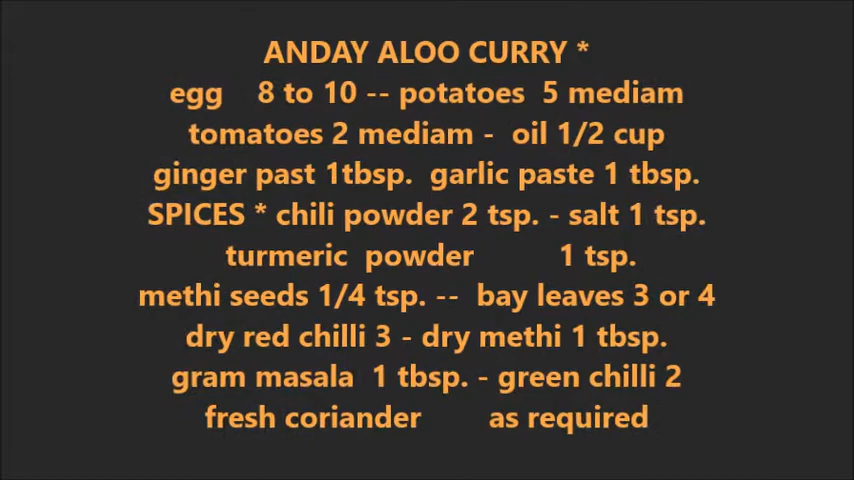 ANDAY ALOO CURRY *
egg 8 to 10 -- potatoes 5 mediam
tomatoes 2 mediam - oil 1/2 cup
ginger past 1tbsp. garlic paste 1 tbsp.
SPICES * chili powder 2 tsp. - salt 1 tsp.
turmeric powder 1 tsp.
methi seeds 1/4 tsp. -- bay leaves 3 or 4
dry red chilli 3 - dry methi 1 tbsp.
gram masala 1 tbsp. - green chilli 2
fresh coriander as required